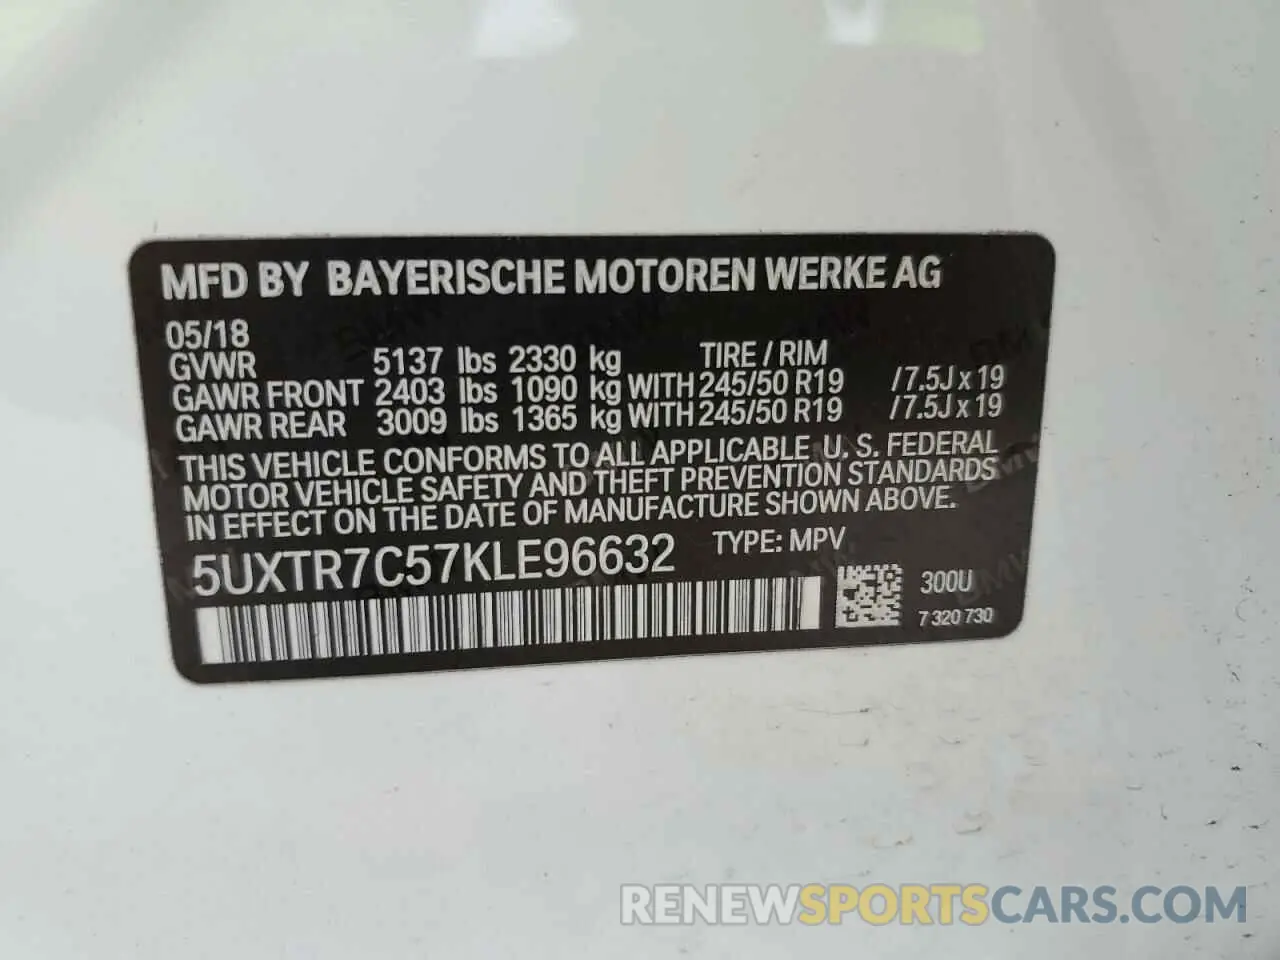 MFD BY BAYERISCHE MOTOREN WERKE AG
05/18
GVWR 5137 lbs 2330 kg TIRE / RIM
GAWR FRONT 2403 lbs 1090 kg WITH 245/50 R19 / 7.5J x 19
GAWR REAR 3009 lbs 1365 kg WITH 245/50 R19 / 7.5J x 19
THIS VEHICLE CONFORMS TO ALL APPLICABLE U. S. FEDERAL
MOTOR VEHICLE SAFETY AND THEFT PREVENTION STANDARDS
IN EFFECT ON THE DATE OF MANUFACTURE SHOWN ABOVE.
5UXTR7C57KLE96632 TYPE: MPV
300U
7 320 730
RENEWSPORTSCARS.COM